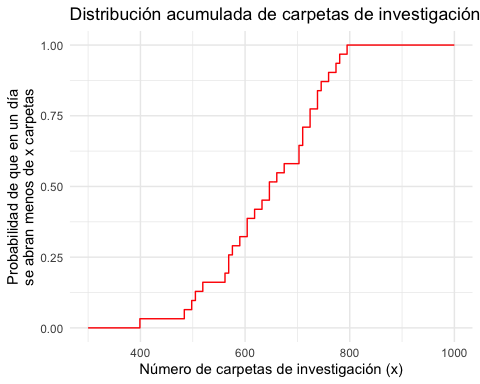 Distribución acumulada de carpetas de investigación
Probabilidad de que en un día
se abran menos de x carpetas
1.00
0.75
0.50
0.25
0.00
400
600
800
1000
Número de carpetas de investigación (x)